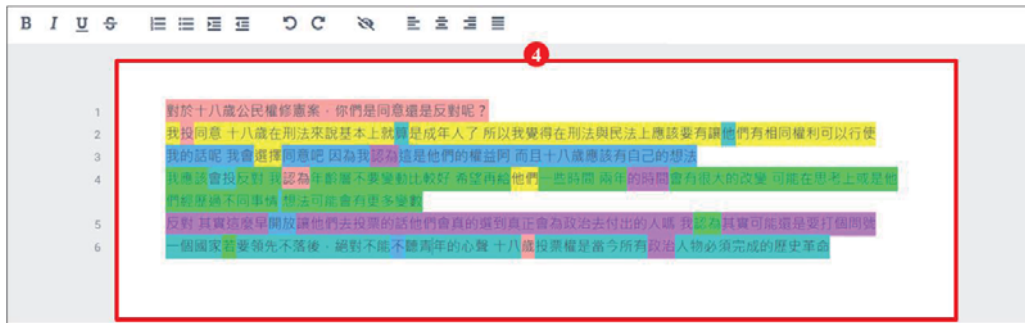 B I U S
4
1 對於十八歲公民權修憲案,你們是同意還是反對呢?
2 我投同意 十八歲在刑法來說基本上就算是成年人了 所以我覺得在刑法與民法上應該要有讓他們有相同權利可以行使
3 我的話呢 我會選擇同意吧 因為我認為這是他們的權益阿 而且十八歲應該有自己的想法
4 我應該會投反對 我認為年齡層不要變動比較好 希望再給他們一些時間 兩年的時間會有很大的改變 可能在思考上或是他
們經歷過不同事情 想法可能會有更多變數
5 反對 其實這麼早開放讓他們去投票的話他們會真的選到真正會為政治去付出的人嗎 我認為其實可能還是要打個問號
6 一個國家若要領先不落後,絕對不能不聽青年的心聲 十八歲投票權是當今所有政治人物必須完成的歷史革命